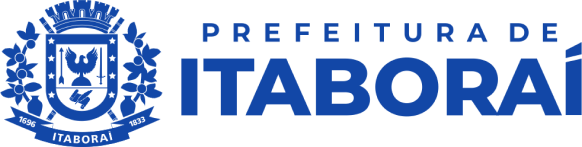 PREFEITURA DE
ITABORAÍ
1696 ITABORAÍ 1833